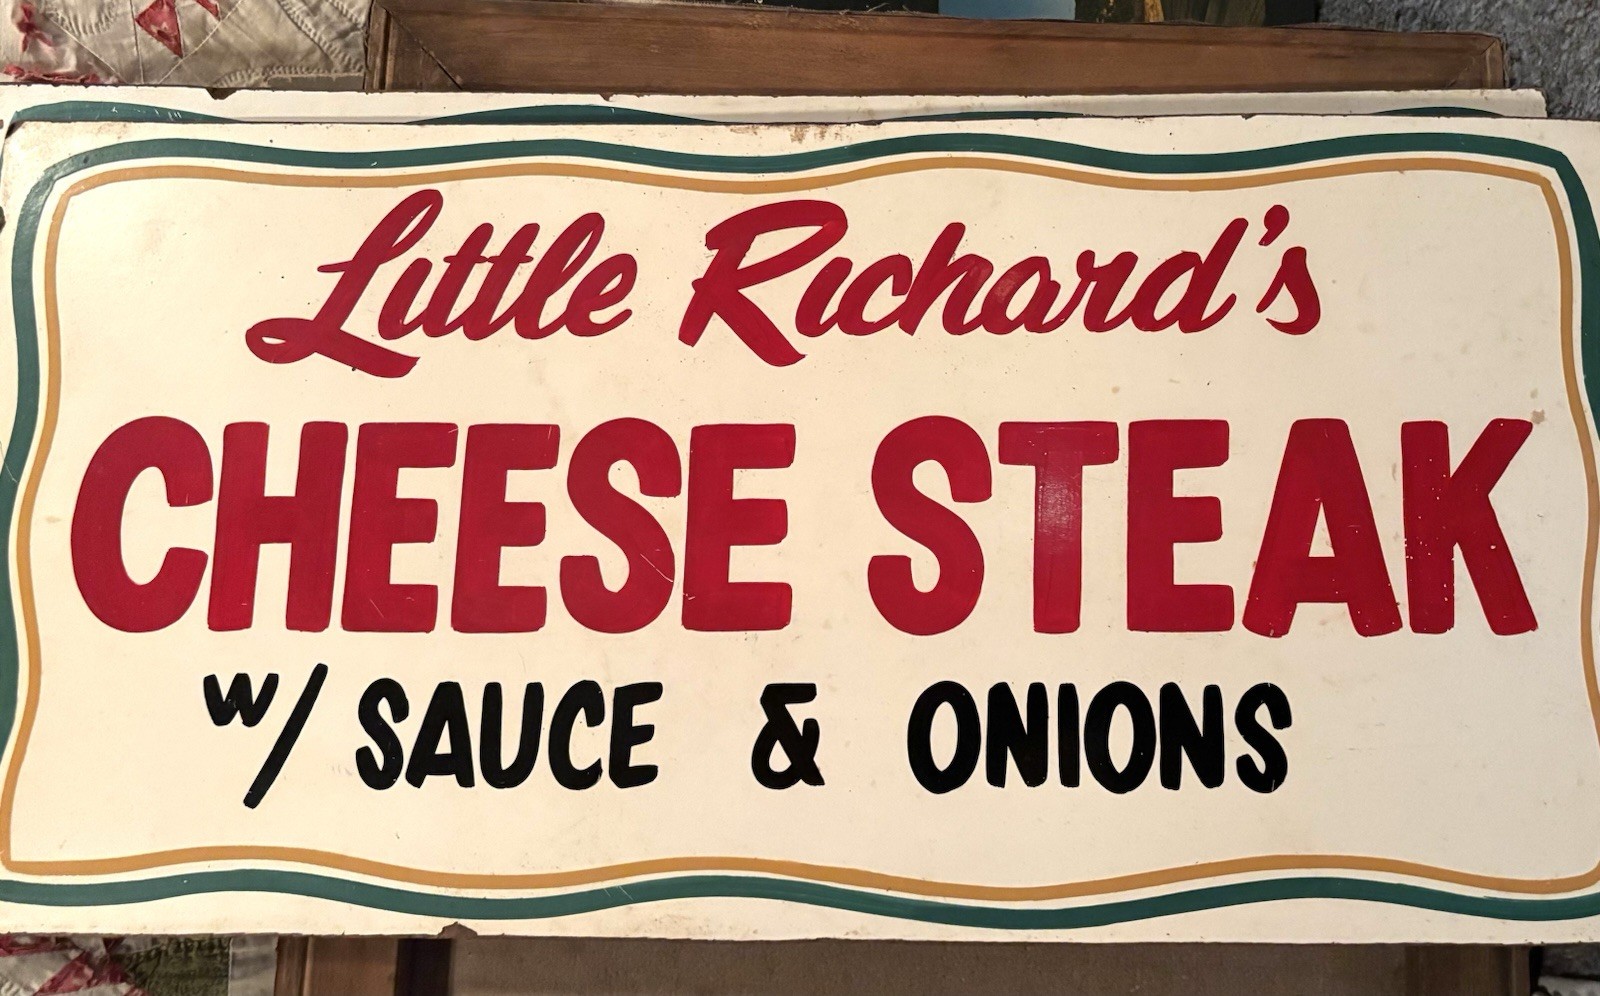 Little Richard's
CHEESE STEAK
w/ SAUCE & ONIONS